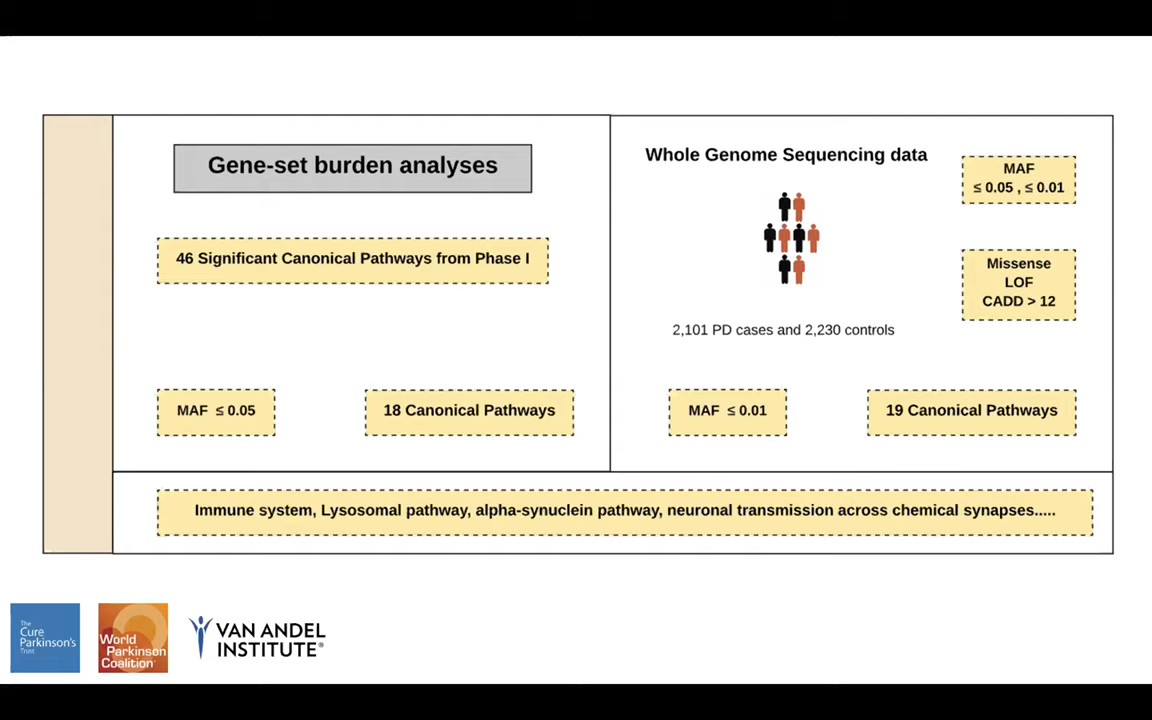 Gene-set burden analyses
46 Significant Canonical Pathways from Phase I
MAF ≤ 0.05
18 Canonical Pathways
Whole Genome Sequencing data
MAF
≤ 0.05 , ≤ 0.01
Missense
LOF
CADD > 12
2,101 PD cases and 2,230 controls
MAF ≤ 0.01
19 Canonical Pathways
Immune system, Lysosomal pathway, alpha-synuclein pathway, neuronal transmission across chemical synapses.....
The
Cure
Parkinson's
Trust
World
Parkinson
Coalition
VAN ANDEL
INSTITUTE®